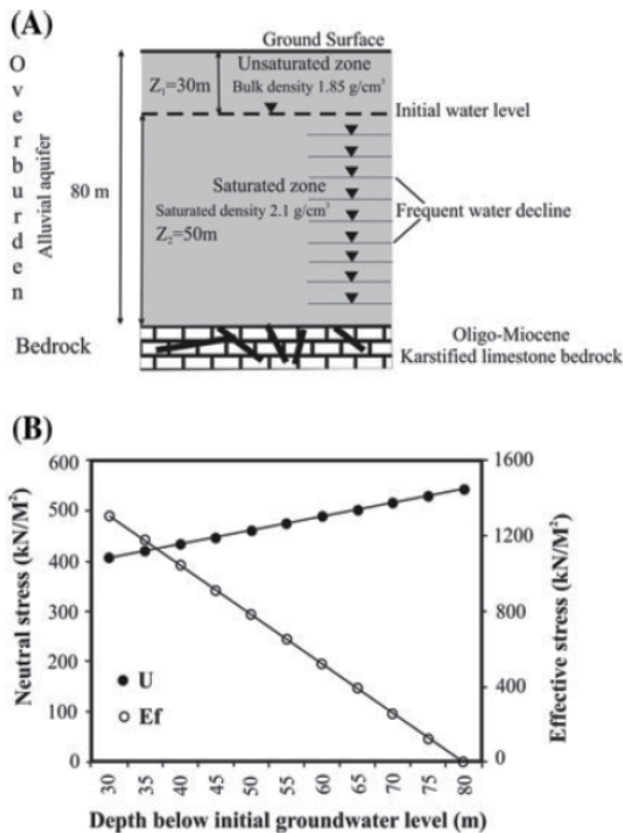 (A)
Ground Surface
Overburden
Alluvial aquifer
80 m
Z₁=30m
Unsaturated zone
Bulk density 1.85 g/cm³
Initial water level
Saturated zone
Saturated density 2.1 g/cm³
Z₂=50m
Frequent water decline
Bedrock
Oligo-Miocene
Karstified limestone bedrock
(B)
Neutral stress (kN/M²)
600
500
400
300
200
100
0
U
Ef
1600
1200
800
400
0
Effective stress (kN/M²)
30 35 40 45 50 55 60 65 70 75 80
Depth below initial groundwater level (m)